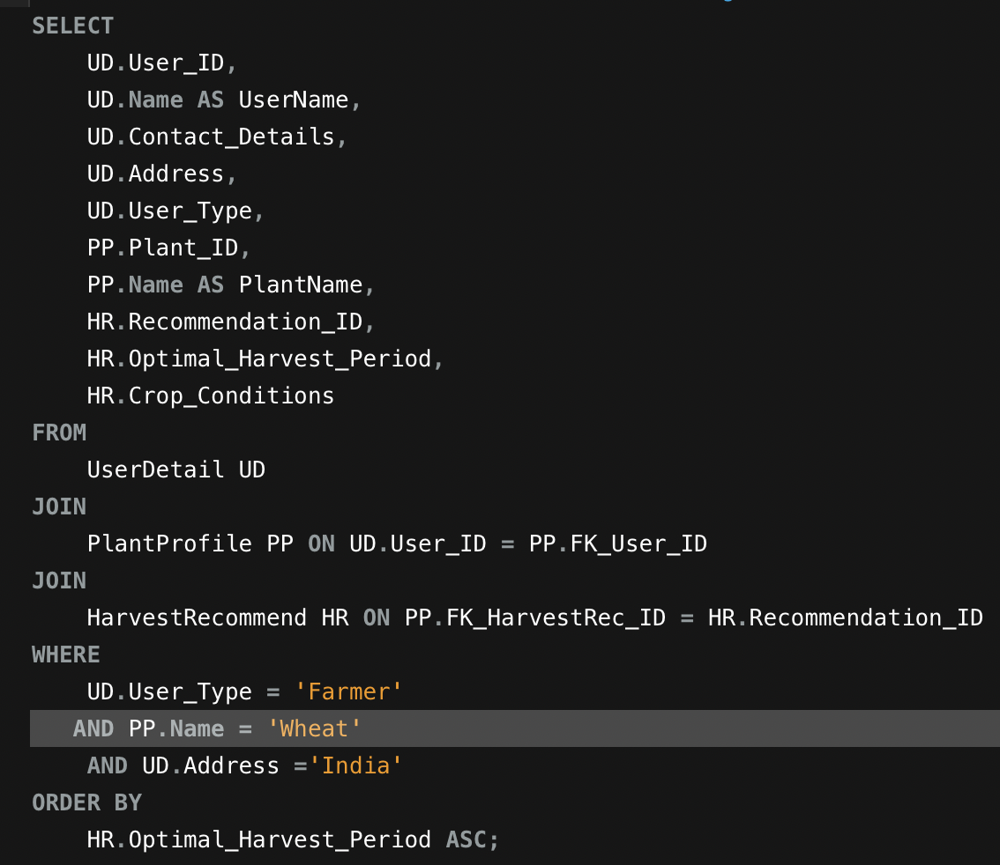 SELECT
UD.User_ID,
UD.Name AS UserName,
UD.Contact_Details,
UD.Address,
UD.User_Type,
PP.Plant_ID,
PP.Name AS PlantName,
HR.Recommendation_ID,
HR.Optimal_Harvest_Period,
HR.Crop_Conditions
FROM
UserDetail UD
JOIN
PlantProfile PP ON UD.User_ID = PP.FK_User_ID
JOIN
HarvestRecommend HR ON PP.FK_HarvestRec_ID = HR.Recommendation_ID
WHERE
UD.User_Type = 'Farmer'
AND PP.Name = 'Wheat'
AND UD.Address ='India'
ORDER BY
HR.Optimal_Harvest_Period ASC;